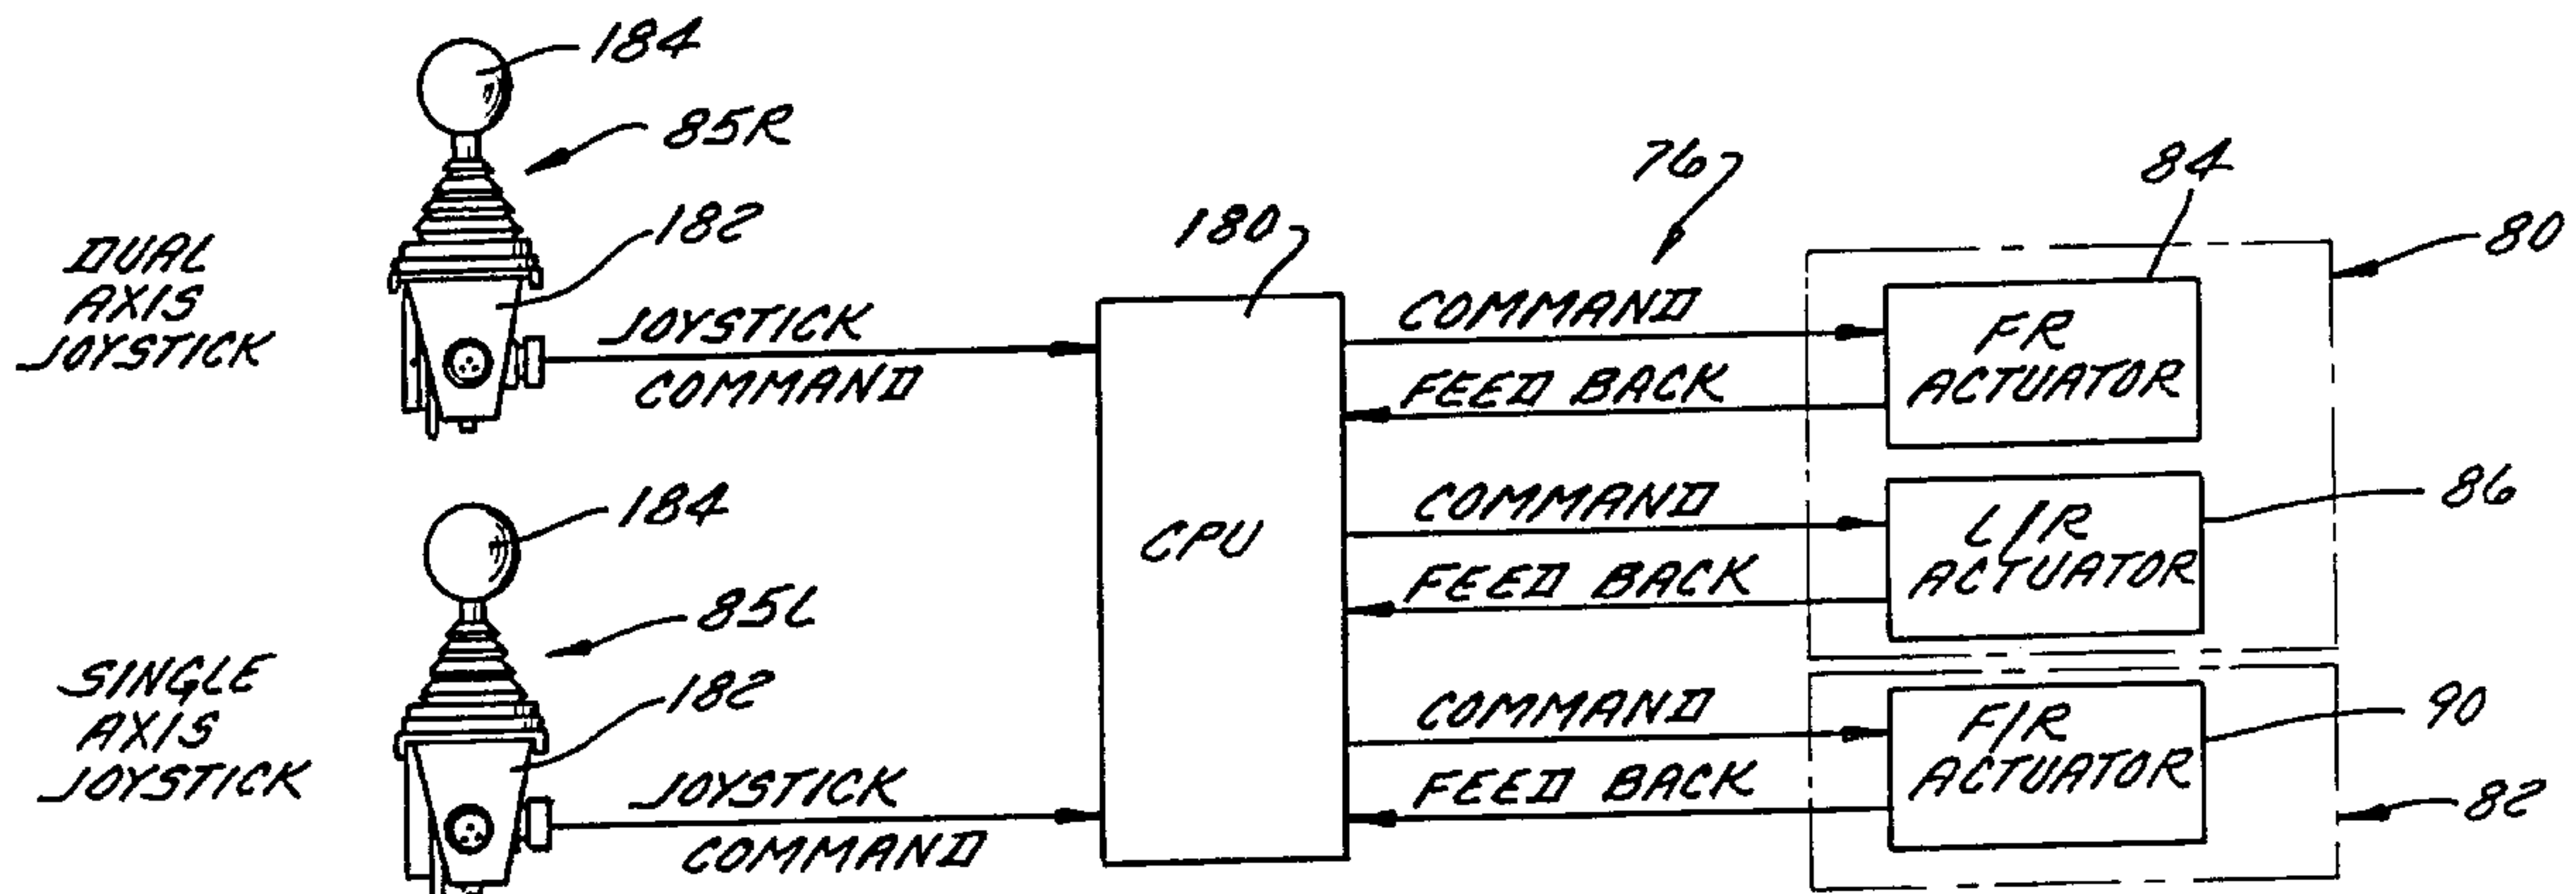 184
85R
182
DUAL
AXIS
JOYSTICK
JOYSTICK
COMMAND
184
85L
182
SINGLE
AXIS
JOYSTICK
JOYSTICK
COMMAND
180
CPU
76
COMMAND
FEED BACK
COMMAND
FEED BACK
COMMAND
FEED BACK
84
80
FR
ACTUATOR
86
L/R
ACTUATOR
90
F/R
ACTUATOR
82